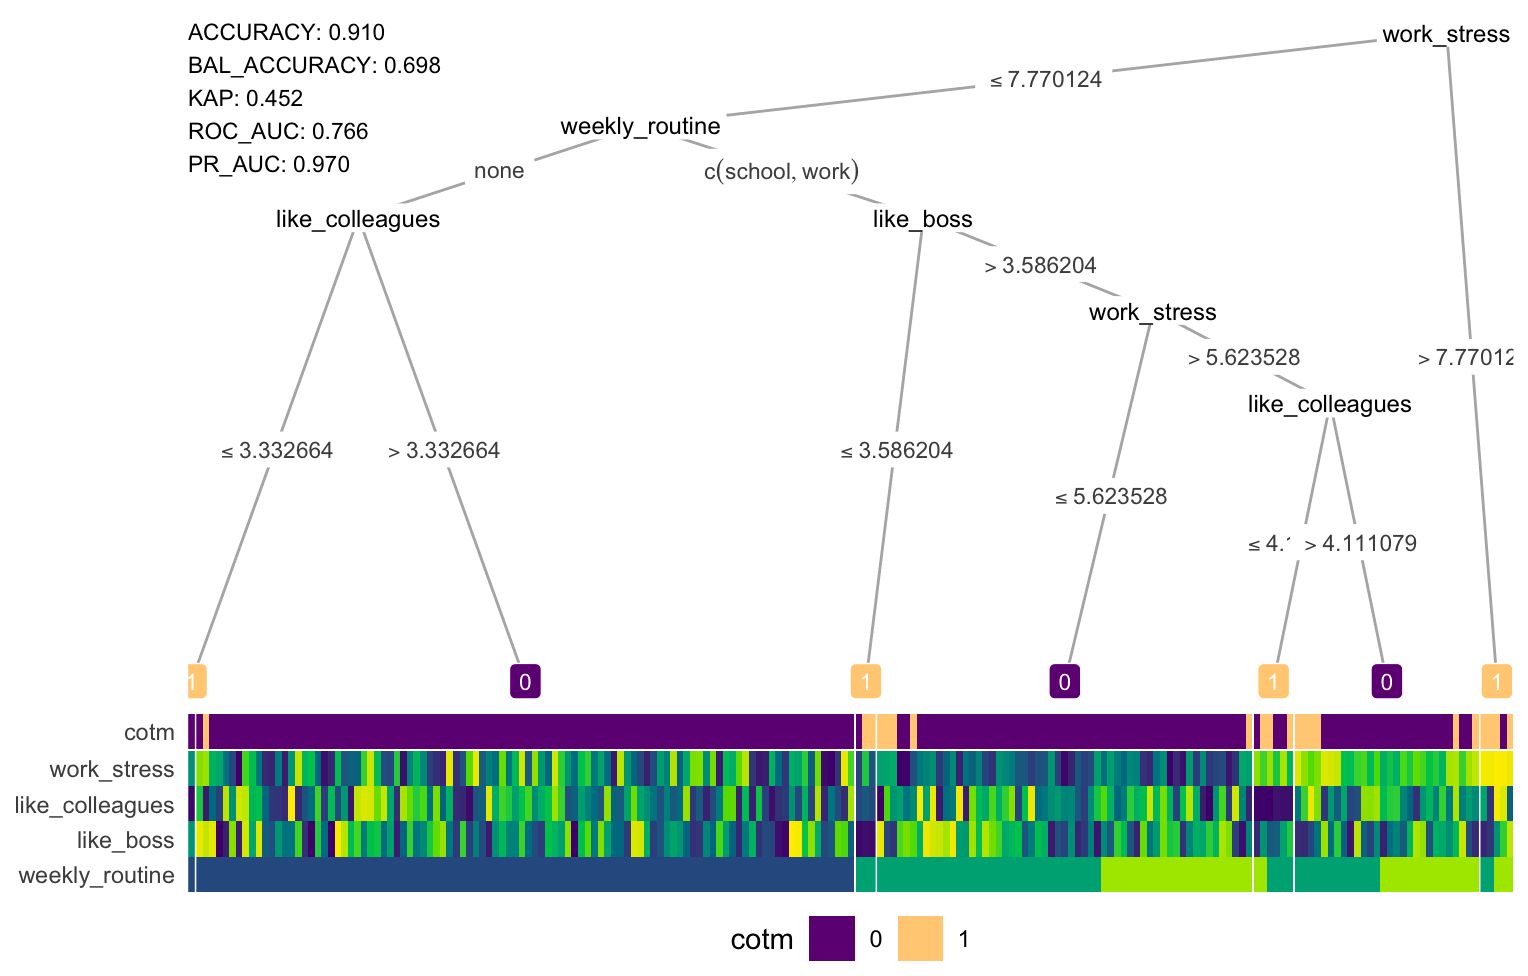 ACCURACY: 0.910
BAL_ACCURACY: 0.698
KAP: 0.452
ROC_AUC: 0.766
PR_AUC: 0.970
work_stress
≤ 7.770124
weekly_routine
none
c(school, work)
like_colleagues
like_boss
> 3.586204
work_stress
> 5.623528
> 7.77012
like_colleagues
≤ 3.332664
> 3.332664
≤ 3.586204
≤ 5.623528
≤ 4.
> 4.111079
1
0
1
0
1
0
1
cotm
work_stress
like_colleagues
like_boss
weekly_routine
cotm
0
1